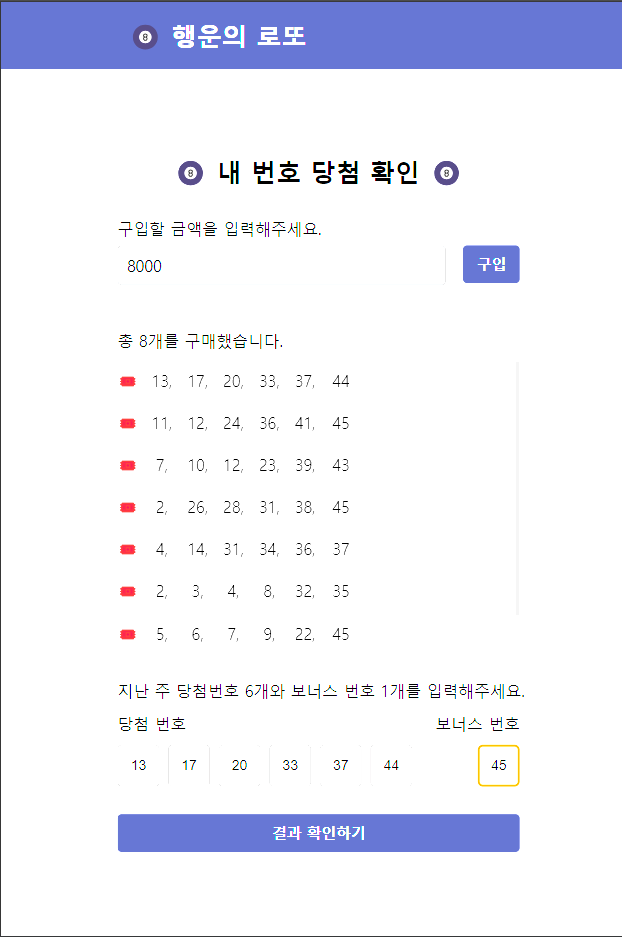 행운의 로또
내 번호 당첨 확인
구입할 금액을 입력해주세요.
8000 구입
총 8개를 구매했습니다.
13, 17, 20, 33, 37, 44
11, 12, 24, 36, 41, 45
7, 10, 12, 23, 39, 43
2, 26, 28, 31, 38, 45
4, 14, 31, 34, 36, 37
2, 3, 4, 8, 32, 35
5, 6, 7, 9, 22, 45
지난 주 당첨번호 6개와 보너스 번호 1개를 입력해주세요.
당첨 번호 보너스 번호
13 17 20 33 37 44 45
결과 확인하기